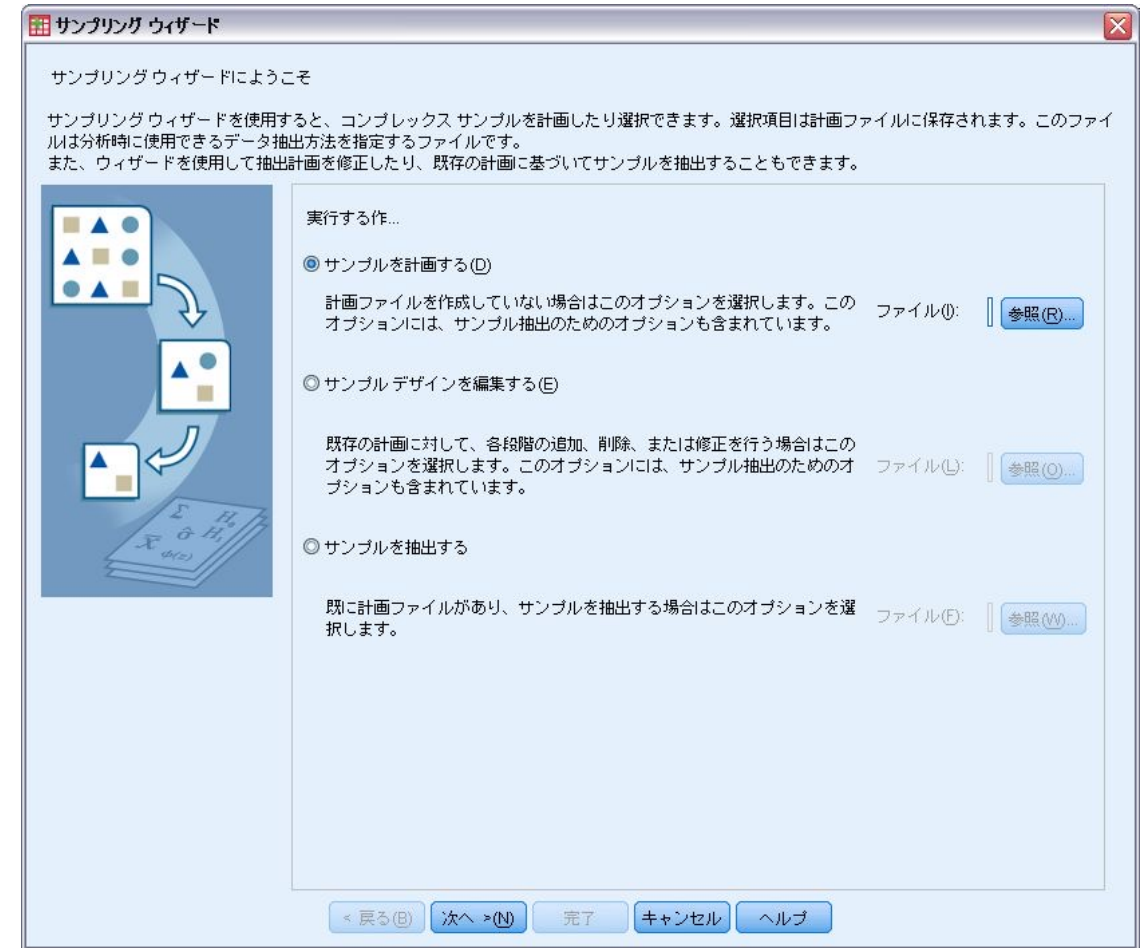 サンプリング ウィザード
サンプリング ウィザードにようこそ
サンプリング ウィザードを使用すると、コンプレックス サンプルを計画したり選択できます。選択項目は計画ファイルに保存されます。このファイ
ルは分析時に使用できるデータ抽出方法を指定するファイルです。
また、ウィザードを使用して抽出計画を修正したり、既存の計画に基づいてサンプルを抽出することもできます。
実行する作...
サンプルを計画する(D)
計画ファイルを作成していない場合はこのオプションを選択します。この
オプションには、サンプル抽出のためのオプションも含まれています。
ファイル(I):
参照(R)...
サンプル デザインを編集する(E)
既存の計画に対して、各段階の追加、削除、または修正を行う場合はこの
オプションを選択します。このオプションには、サンプル抽出のためのオ
プションも含まれています。
ファイル(L):
参照(O)...
サンプルを抽出する
既に計画ファイルがあり、サンプルを抽出する場合はこのオプションを選
択します。
ファイル(F):
参照(W)...
Σ H₀
x̅ σ̂ H₁
Φ(z)
< 戻る(B) 次へ >(N) 完了 キャンセル ヘルプ